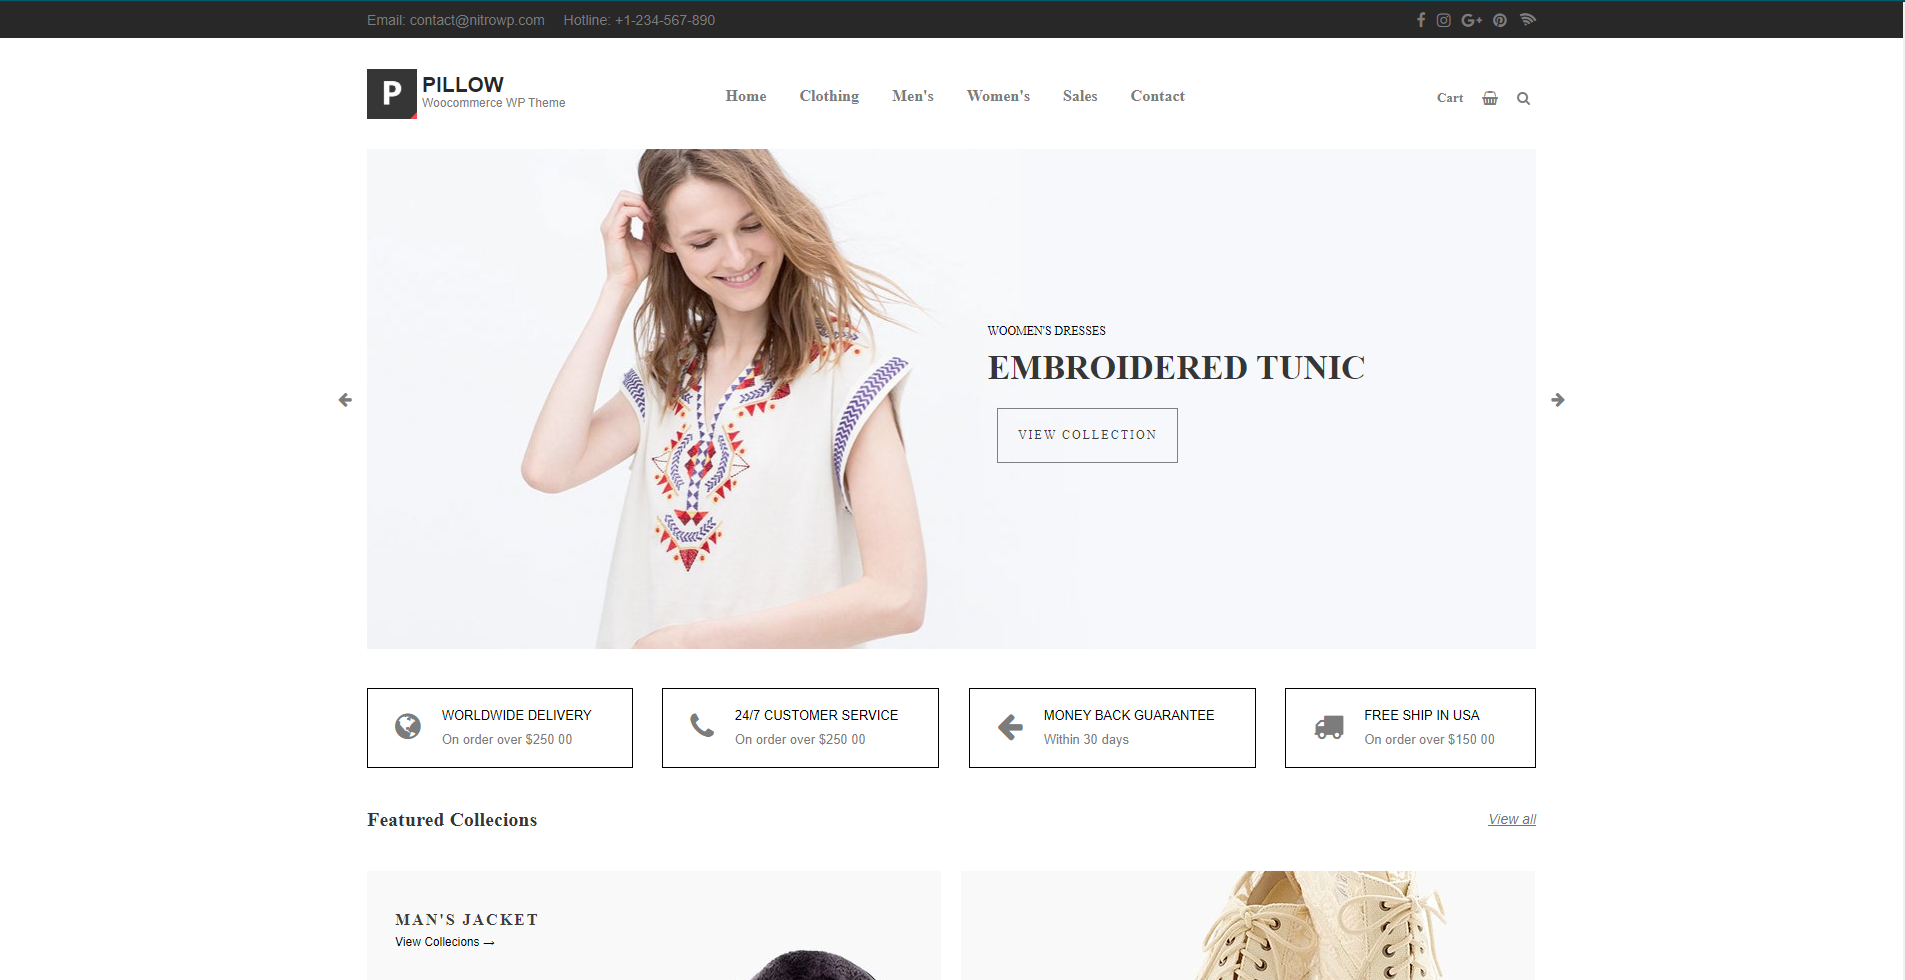 Email: contact@nitrowp.com Hotline: +1-234-567-890
P
PILLOW
Woocommerce WP Theme
Home Clothing Men's Women's Sales Contact
Cart
WOOMEN'S DRESSES
EMBROIDERED TUNIC
VIEW COLLECTION
WORLDWIDE DELIVERY
On order over $250 00
24/7 CUSTOMER SERVICE
On order over $250 00
MONEY BACK GUARANTEE
Within 30 days
FREE SHIP IN USA
On order over $150 00
Featured Collecions
View all
MAN'S JACKET
View Collecions →